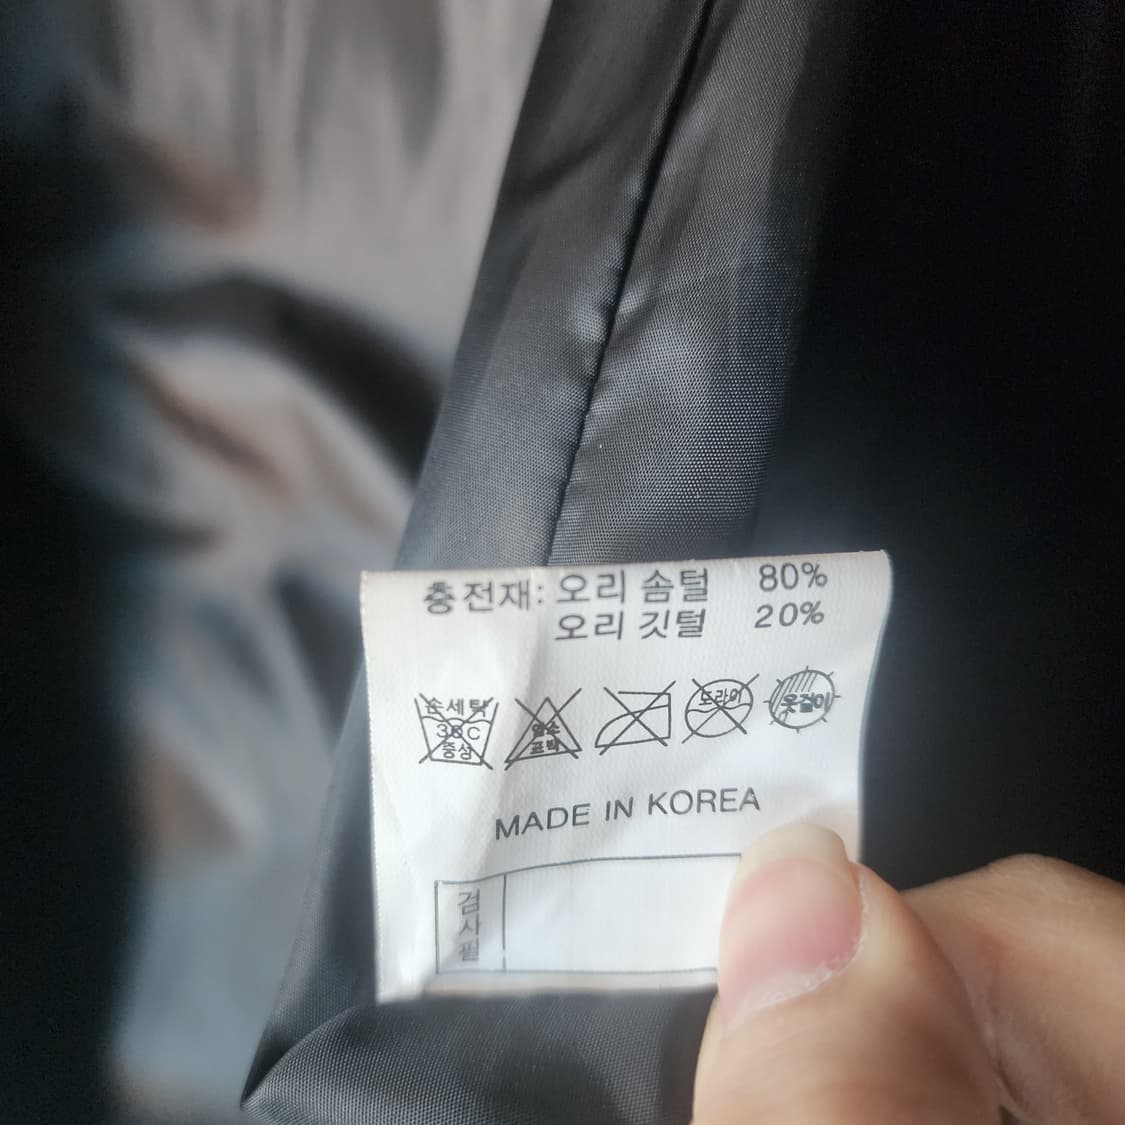 충전재: 오리 솜털 80%
오리 깃털 20%
손세탁
30°C
중성
염소
표백
드라이
옷걸이
MADE IN KOREA
검사필